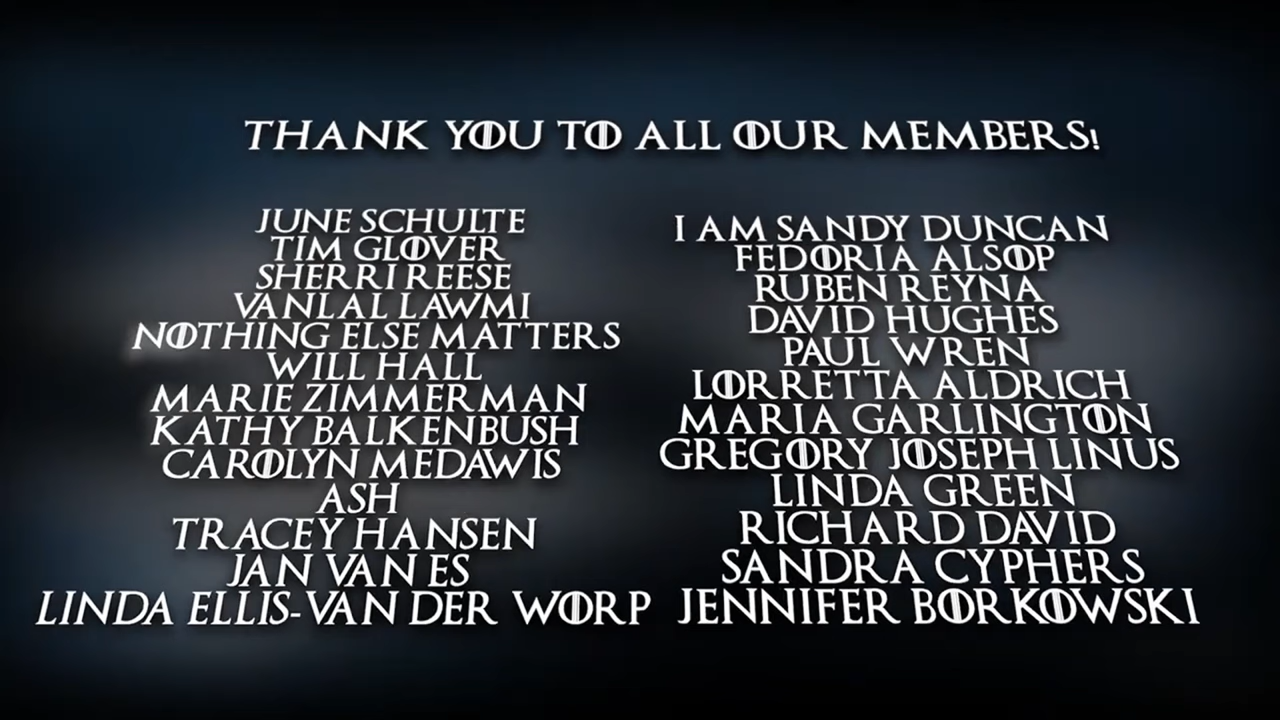 THANK YOU TO ALL OUR MEMBERS!
JUNE SCHULTE
TIM GLOVER
SHERRI REESE
VANLAL LAWMI
NOTHING ELSE MATTERS
WILL HALL
MARIE ZIMMERMAN
KATHY BALKENBUSH
CAROLYN MEDAWIS
ASH
TRACEY HANSEN
JAN VAN ES
LINDA ELLIS-VAN DER WORP
I AM SANDY DUNCAN
FEDORIA ALSOP
RUBEN REYNA
DAVID HUGHES
PAUL WREN
LORRETTA ALDRICH
MARIA GARLINGTON
GREGORY JOSEPH LINUS
LINDA GREEN
RICHARD DAVID
SANDRA CYPHERS
JENNIFER BORKOWSKI